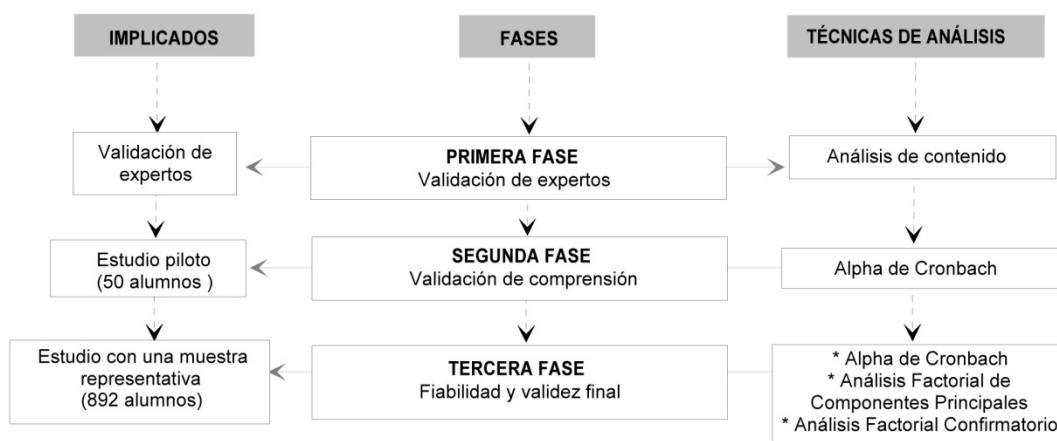 IMPLICADOS
FASES
TÉCNICAS DE ANÁLISIS
Validación de
expertos
PRIMERA FASE
Validación de expertos
Análisis de contenido
Estudio piloto
(50 alumnos )
SEGUNDA FASE
Validación de comprensión
Alpha de Cronbach
Estudio con una muestra
representativa
(892 alumnos)
TERCERA FASE
Fiabilidad y validez final
* Alpha de Cronbach
* Análisis Factorial de
Componentes Principales
* Análisis Factorial Confirmatorio